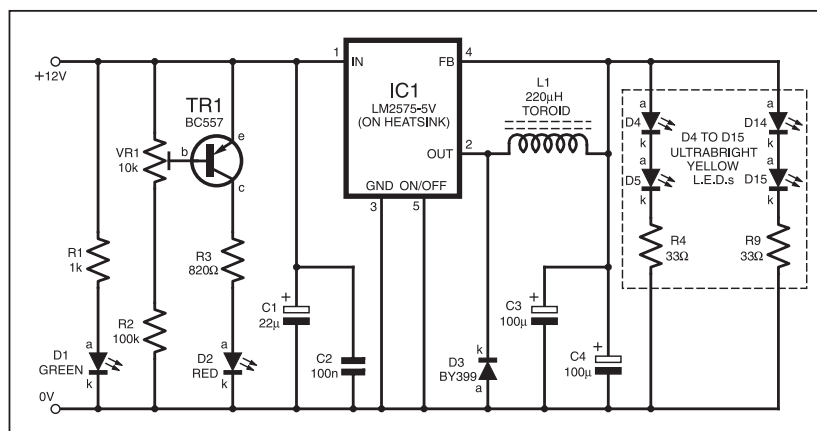 +12V
0V
R1
1k
D1
GREEN
a
k
VR1
10k
R2
100k
TR1
BC557
b
e
c
R3
820Ω
D2
RED
a
k
C1
22µ
+
C2
100n
1
IN
IC1
LM2575-5V
(ON HEATSINK)
FB
4
OUT
2
GND
3
ON/OFF
5
L1
220µH
TOROID
D3
BY399
k
a
C3
100µ
+
C4
100µ
+
a
D4
k
a
D5
k
R4
33Ω
D4 TO D15
ULTRABRIGHT
YELLOW
L.E.D.s
a
D14
k
a
D15
k
R9
33Ω